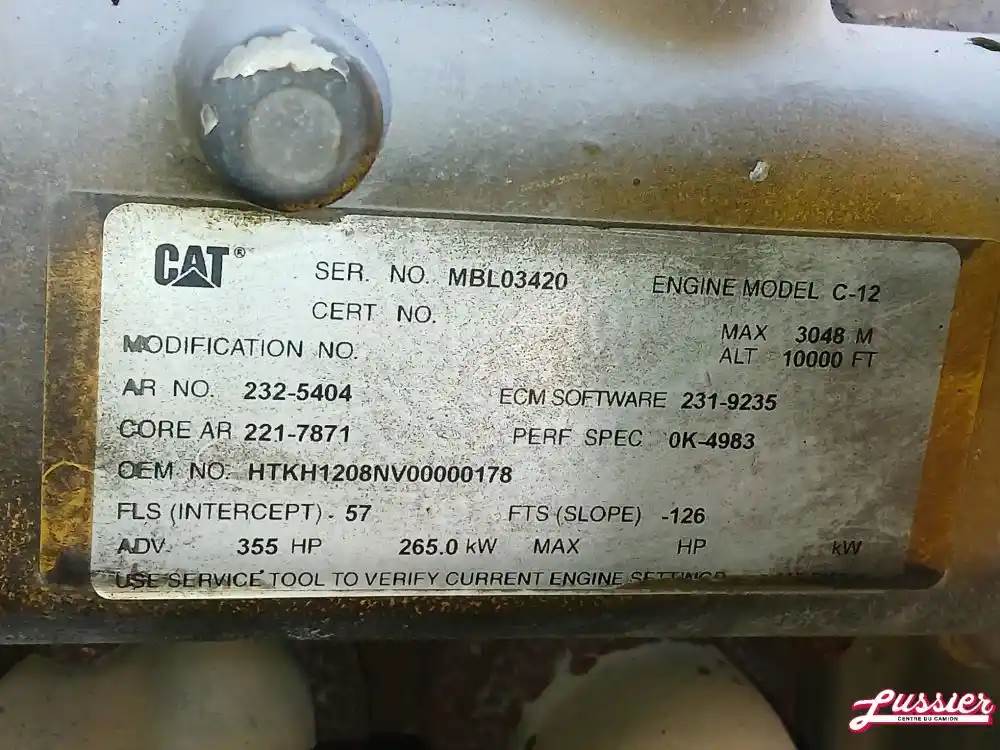 CAT® SER. NO. MBL03420 ENGINE MODEL C-12
CERT NO.
MAX 3048 M
MODIFICATION NO.
ALT 10000 FT
AR NO. 232-5404 ECM SOFTWARE 231-9235
CORE AR 221-7871 PERF SPEC 0K-4983
OEM NO. HTKH1208NV00000178
FLS (INTERCEPT) - 57 FTS (SLOPE) -126
ADV. 355 HP 265.0 kW MAX HP kW
USE SERVICE TOOL TO VERIFY CURRENT ENGINE SETTINGS
Lussier
CENTRE DU CAMION